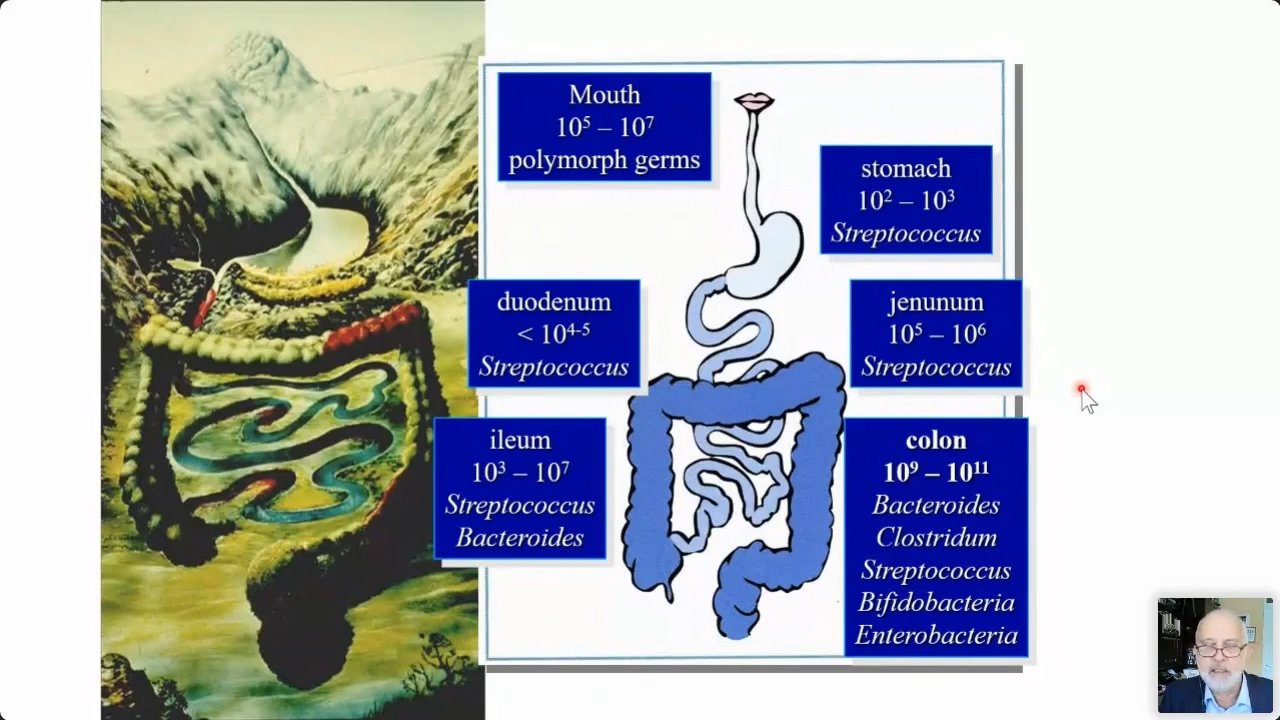 Mouth
10⁵ – 10⁷
polymorph germs
stomach
10² – 10³
Streptococcus
duodenum
< 10⁴⁻⁵
Streptococcus
jenunum
10⁵ – 10⁶
Streptococcus
ileum
10³ – 10⁷
Streptococcus
Bacteroides
colon
10⁹ – 10¹¹
Bacteroides
Clostridum
Streptococcus
Bifidobacteria
Enterobacteria